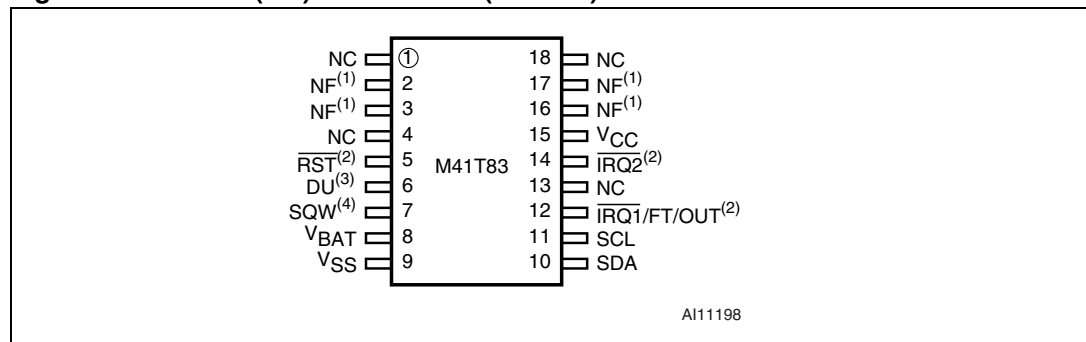 NC 1 18 NC
NF(1) 2 17 NF(1)
NF(1) 3 16 NF(1)
NC 4 15 VCC
RST(2) 5 M41T83 14 IRQ2(2)
DU(3) 6 13 NC
SQW(4) 7 12 IRQ1/FT/OUT(2)
VBAT 8 11 SCL
VSS 9 10 SDA
AI11198